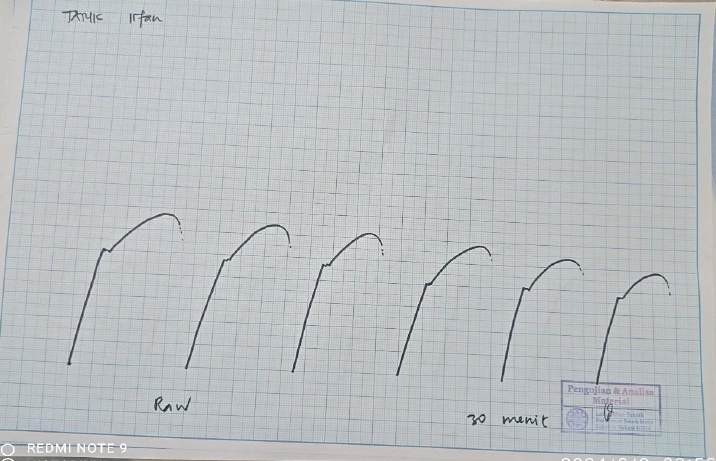 TARIK Irfan
RAW
30 menit
Pengujian & Analisa
Material
REDMI NOTE 9